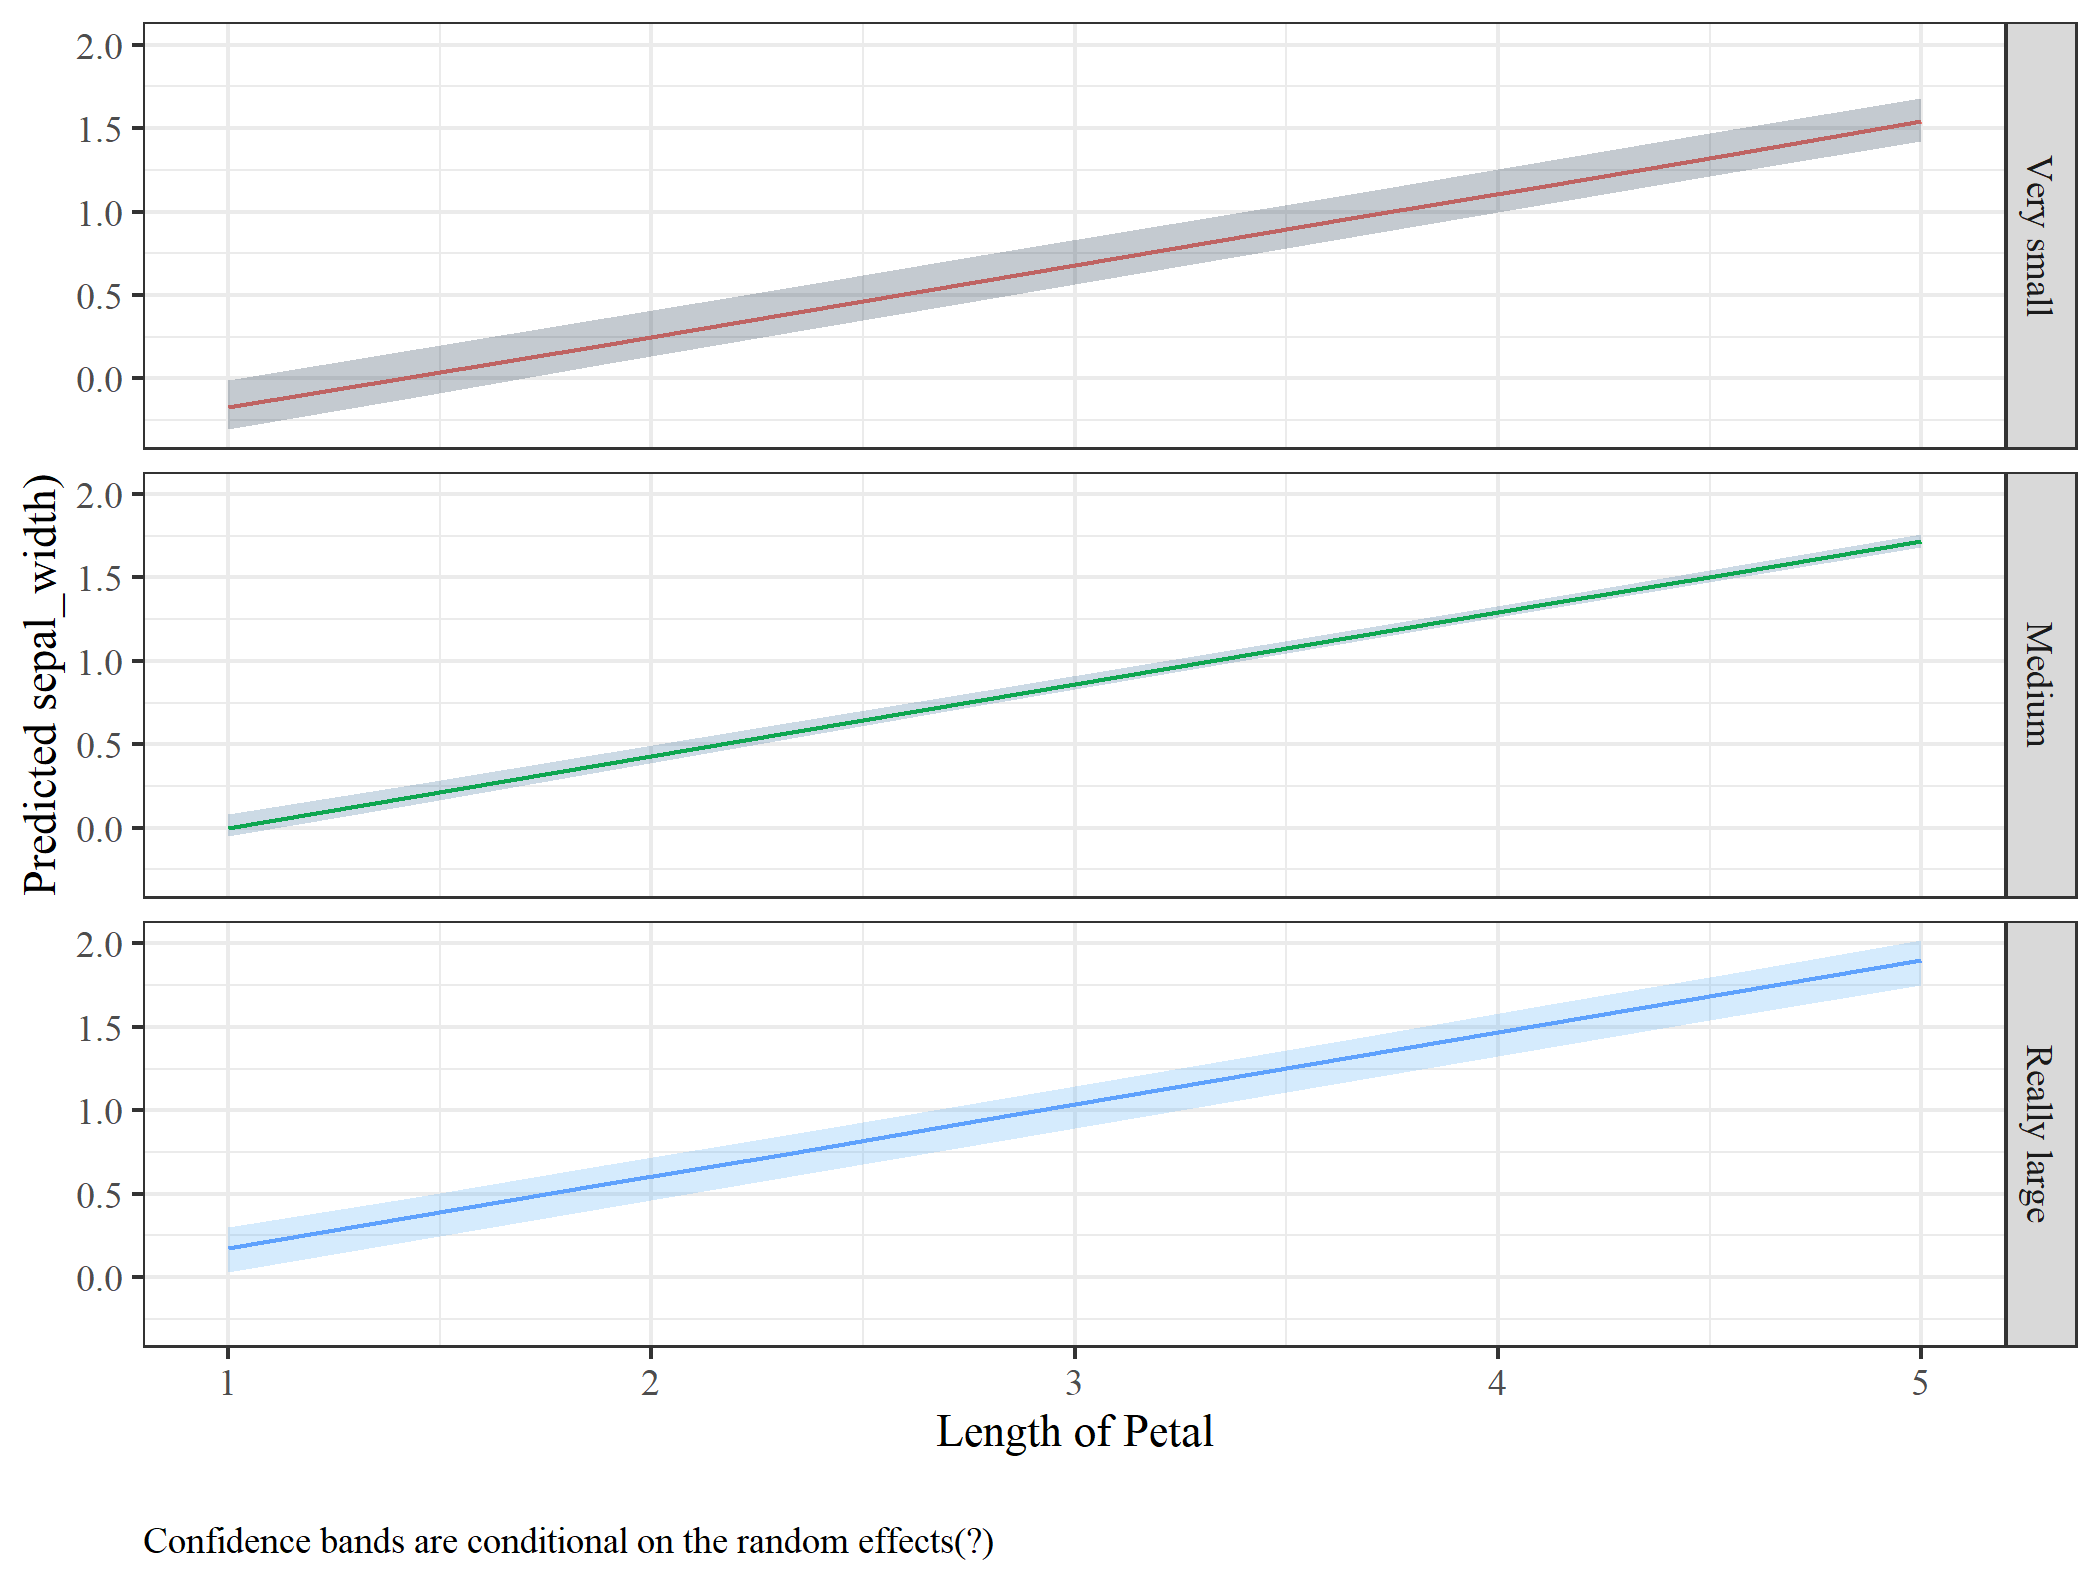 2.0
1.5
1.0
0.5
0.0
Very small
2.0
1.5
1.0
0.5
0.0
Medium
Predicted sepal_width)
2.0
1.5
1.0
0.5
0.0
Really large
1 2 3 4 5
Length of Petal
Confidence bands are conditional on the random effects(?)